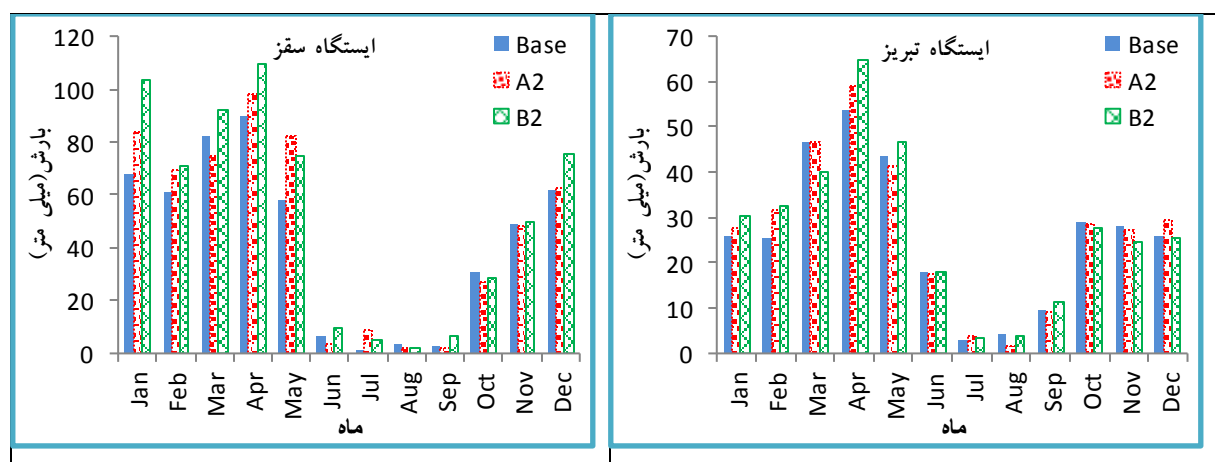 ایستگاه سقز
Base
A2
B2
بارش(میلی متر)
120
100
80
60
40
20
0
Jan
Feb
Mar
Apr
May
Jun
Jul
Aug
Sep
Oct
Nov
Dec
ماه
ایستگاه تبریز
Base
A2
B2
بارش(میلی متر)
70
60
50
40
30
20
10
0
Jan
Feb
Mar
Apr
May
Jun
Jul
Aug
Sep
Oct
Nov
Dec
ماه